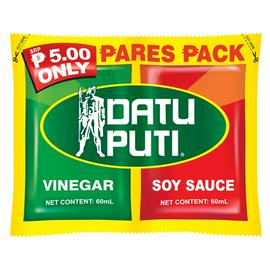 SRP
₱ 5.00
ONLY
PARES PACK
DATU
PUTI®
VINEGAR
NET CONTENT: 60mL
SOY SAUCE
NET CONTENT: 60mL